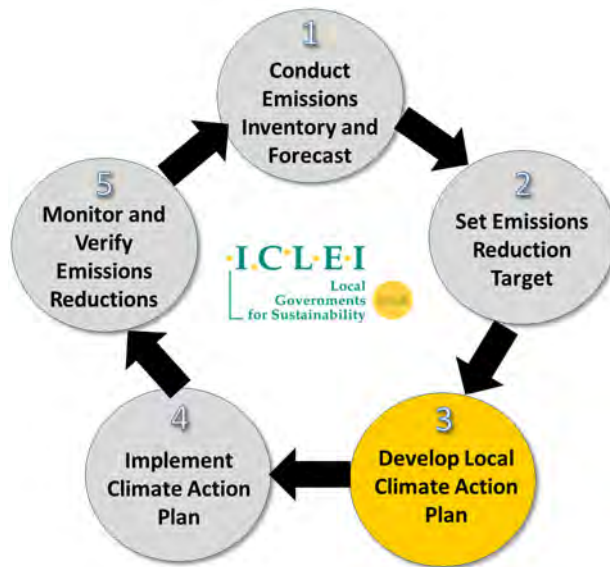 1
Conduct
Emissions
Inventory and
Forecast
2
Set Emissions
Reduction
Target
3
Develop Local
Climate Action
Plan
4
Implement
Climate Action
Plan
5
Monitor and
Verify
Emissions
Reductions
·I·C·L·E·I
Local
Governments
for Sustainability